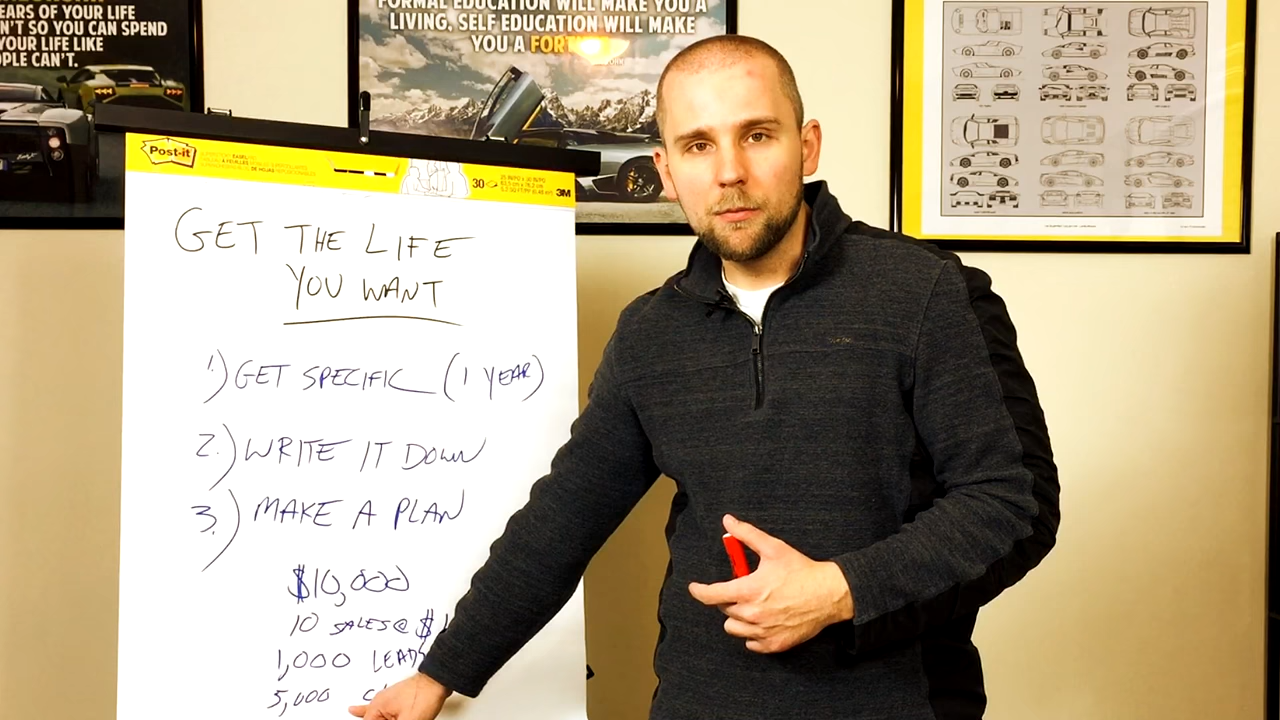 EARS OF YOUR LIFE
N'T SO YOU CAN SPEND
YOUR LIFE LIKE
OPLE CAN'T.
FORMAL EDUCATION WILL MAKE YOU A
LIVING, SELF EDUCATION WILL MAKE
YOU A FORT
Post-it
30
3M
GET THE LIFE
YOU WANT
1.) GET SPECIFIC (1 YEAR)
2.) WRITE IT DOWN
3.) MAKE A PLAN
$10,000
10 SALES @ $1
1,000 LEADS
5,000 C